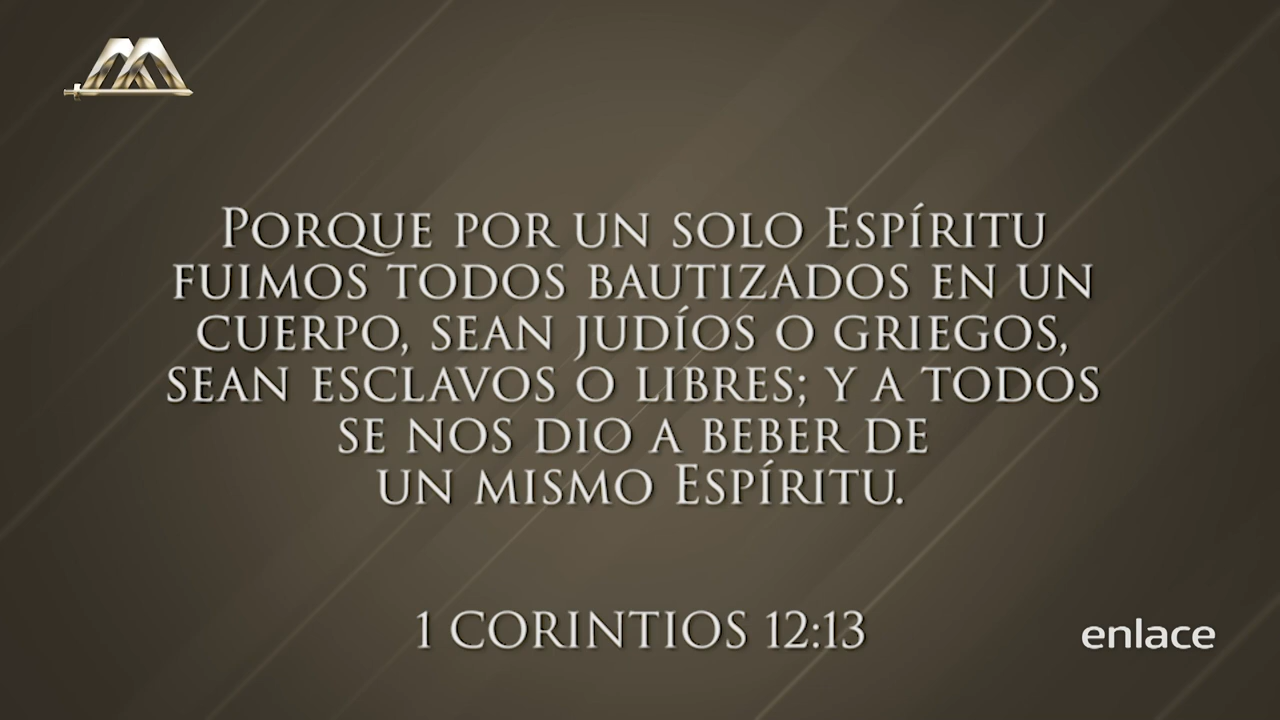 Porque por un solo Espíritu
fuimos todos bautizados en un
cuerpo, sean judíos o griegos,
sean esclavos o libres; y a todos
se nos dio a beber de
un mismo Espíritu.
1 CORINTIOS 12:13
enlace